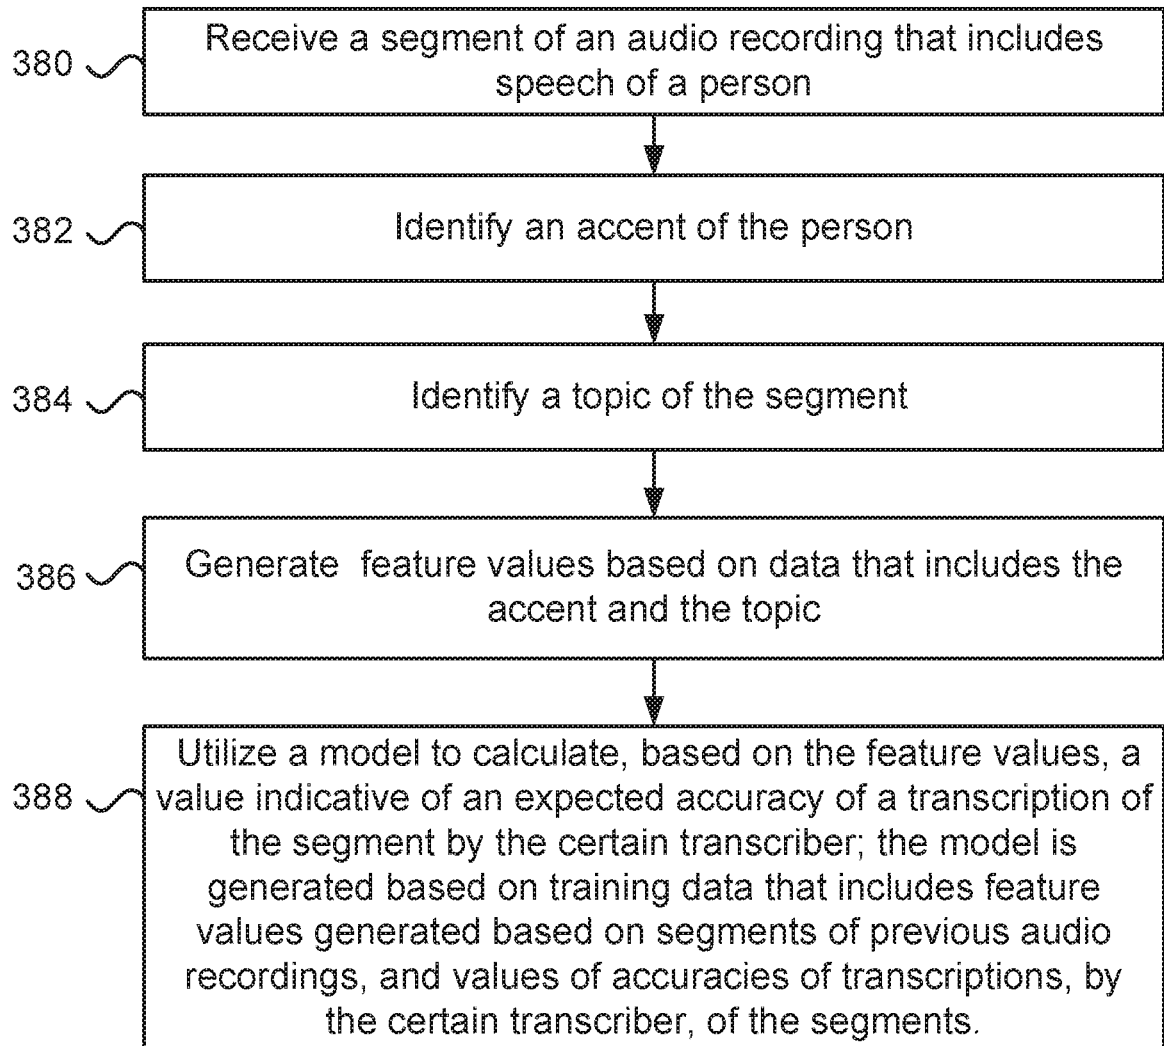 380
Receive a segment of an audio recording that includes
speech of a person
382
Identify an accent of the person
384
Identify a topic of the segment
386
Generate feature values based on data that includes the
accent and the topic
388
Utilize a model to calculate, based on the feature values, a
value indicative of an expected accuracy of a transcription of
the segment by the certain transcriber; the model is
generated based on training data that includes feature
values generated based on segments of previous audio
recordings, and values of accuracies of transcriptions, by
the certain transcriber, of the segments.